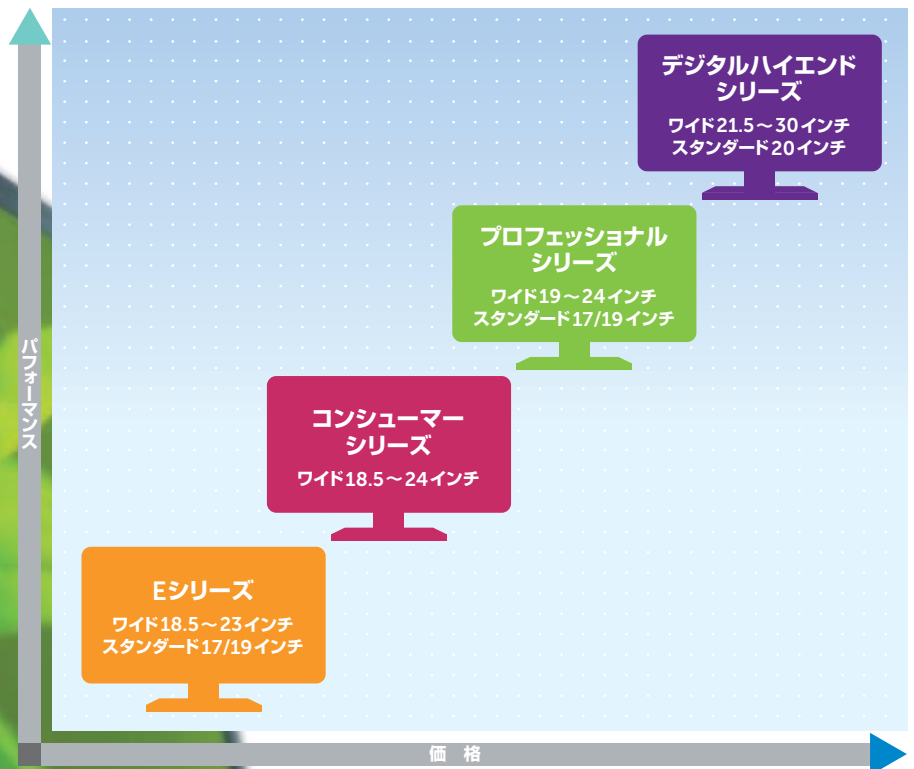 デジタルハイエンド
シリーズ
ワイド21.5～30インチ
スタンダード20インチ
プロフェッショナル
シリーズ
ワイド19～24インチ
スタンダード17/19インチ
コンシューマー
シリーズ
ワイド18.5～24インチ
Eシリーズ
ワイド18.5～23インチ
スタンダード17/19インチ
パフォーマンス
価 格